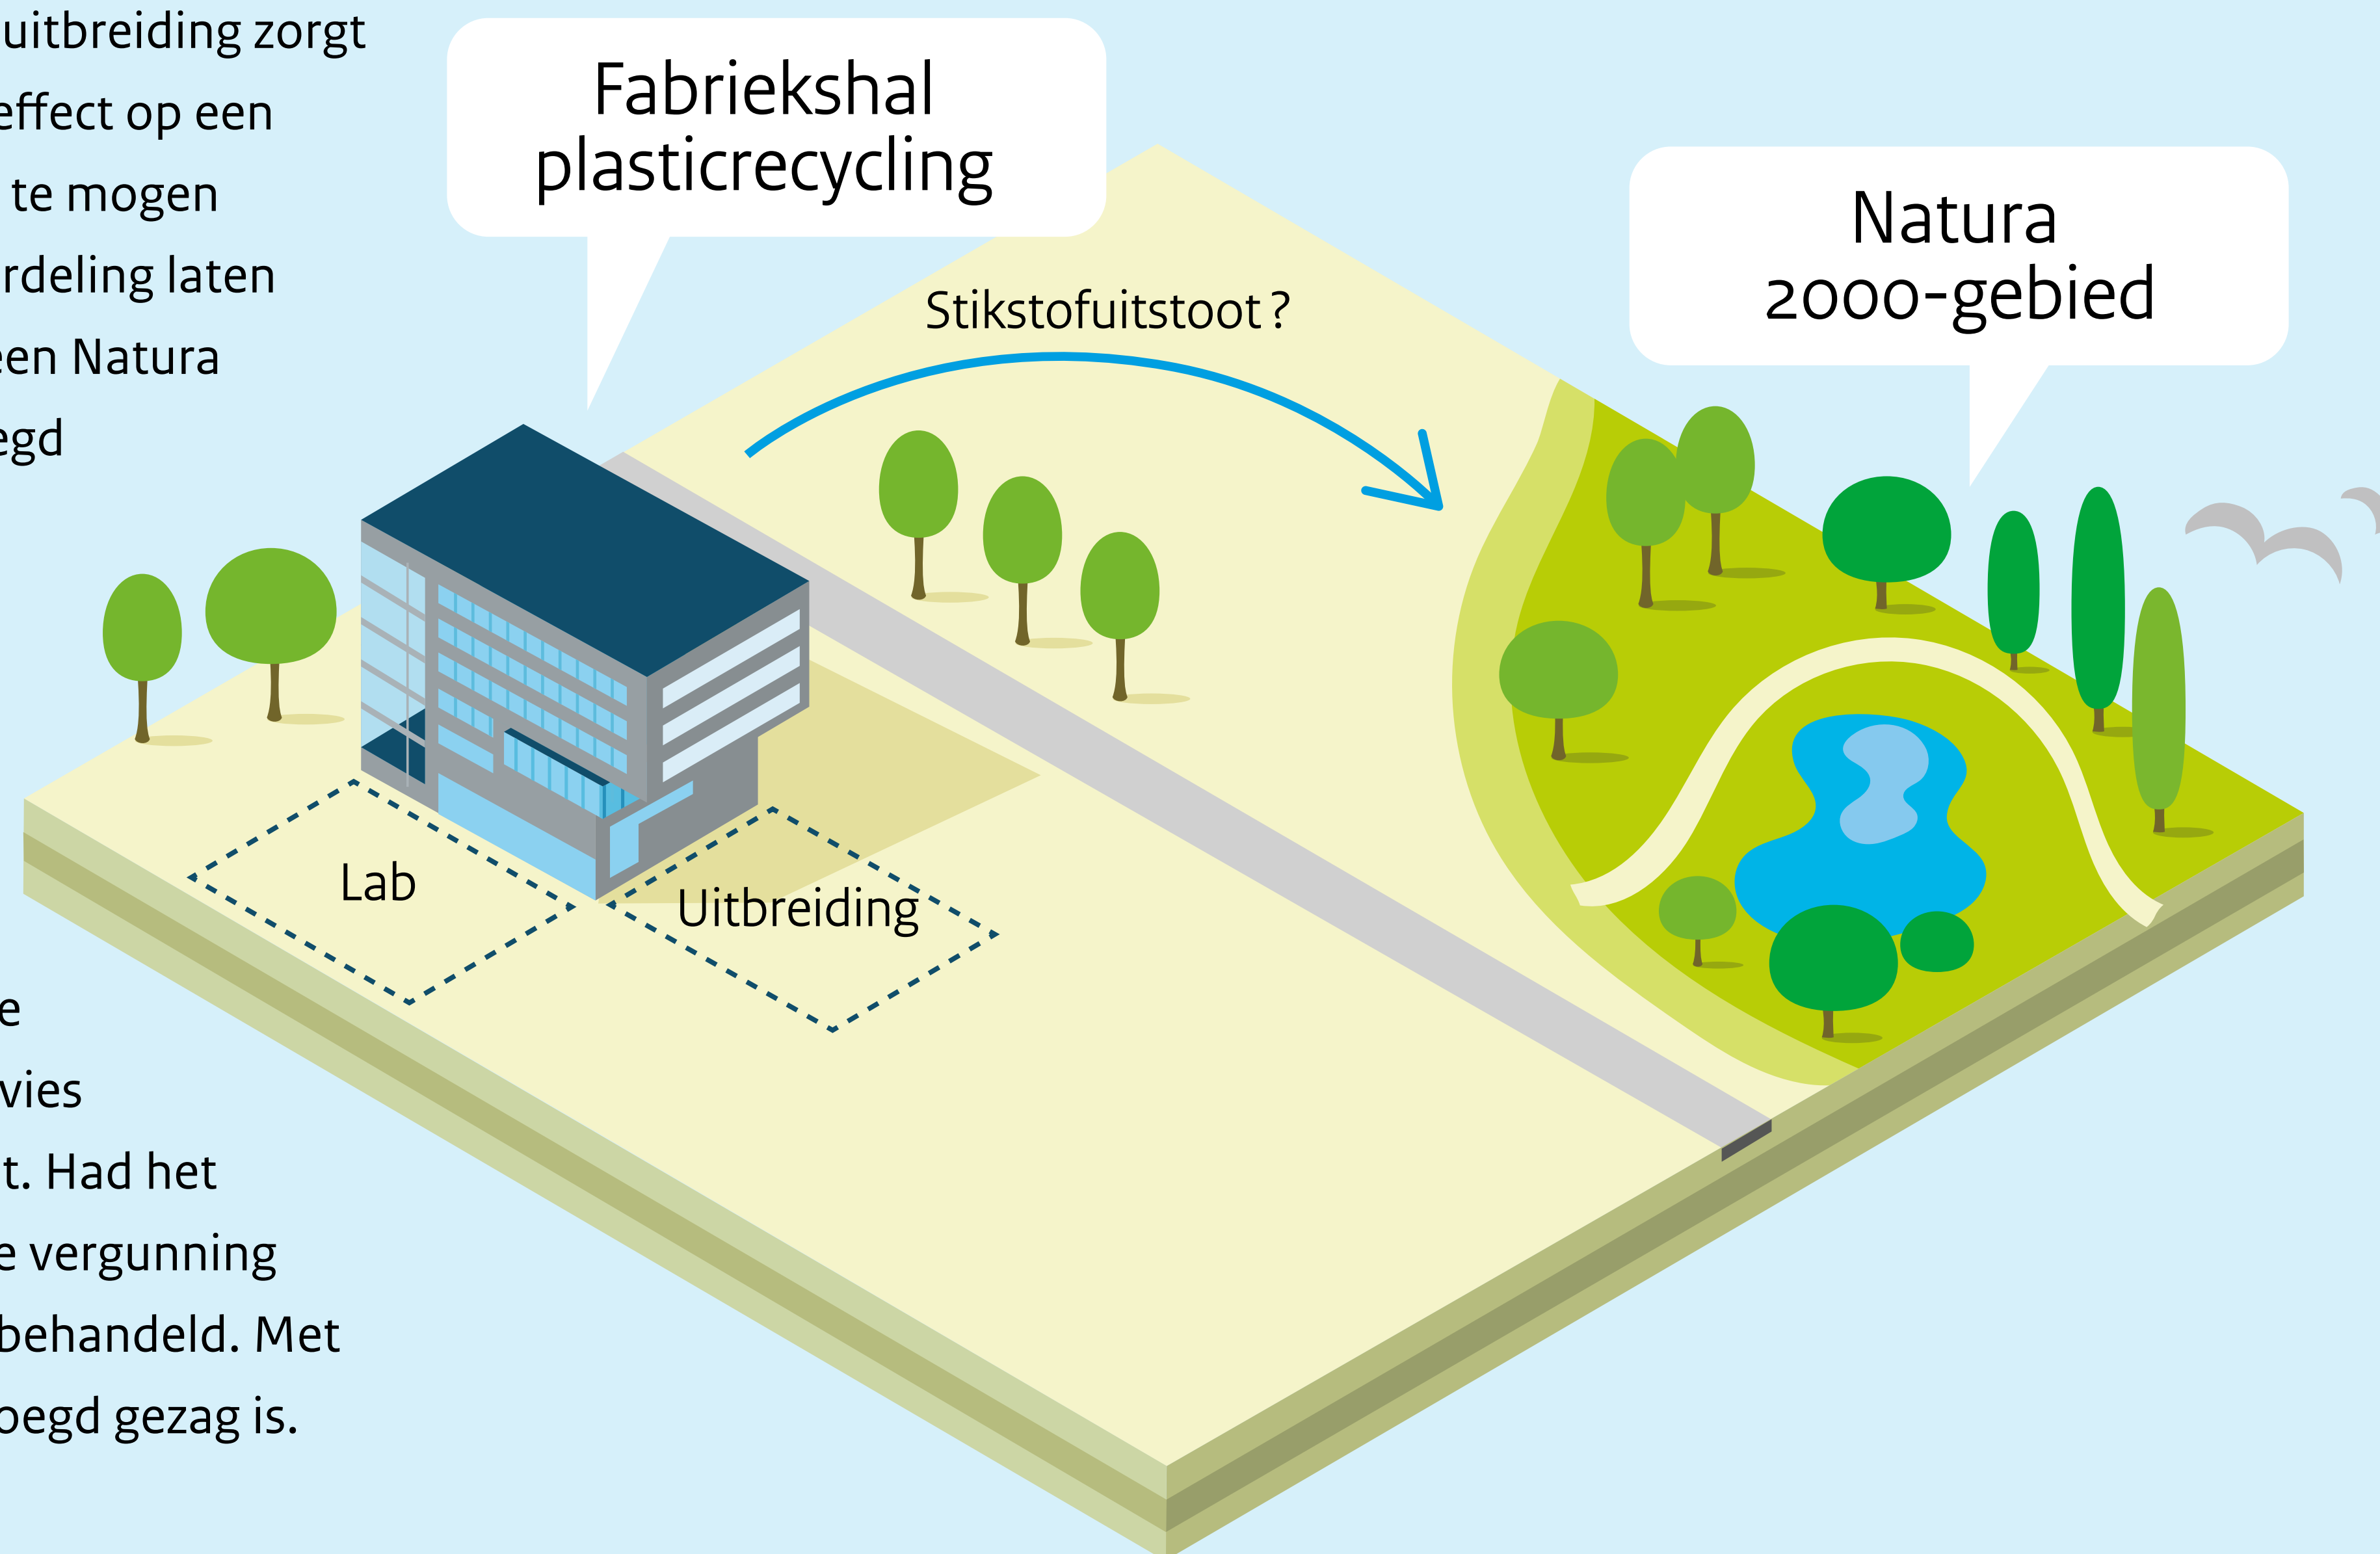 uitbreiding zorgt
effect op een
te mogen
rdeling laten
een Natura
egd
Fabriekshal
plasticrecycling
Natura
2000-gebied
Stikstofuitstoot ?
Lab
Uitbreiding
e
vies
t. Had het
e vergunning
behandeld. Met
oegd gezag is.